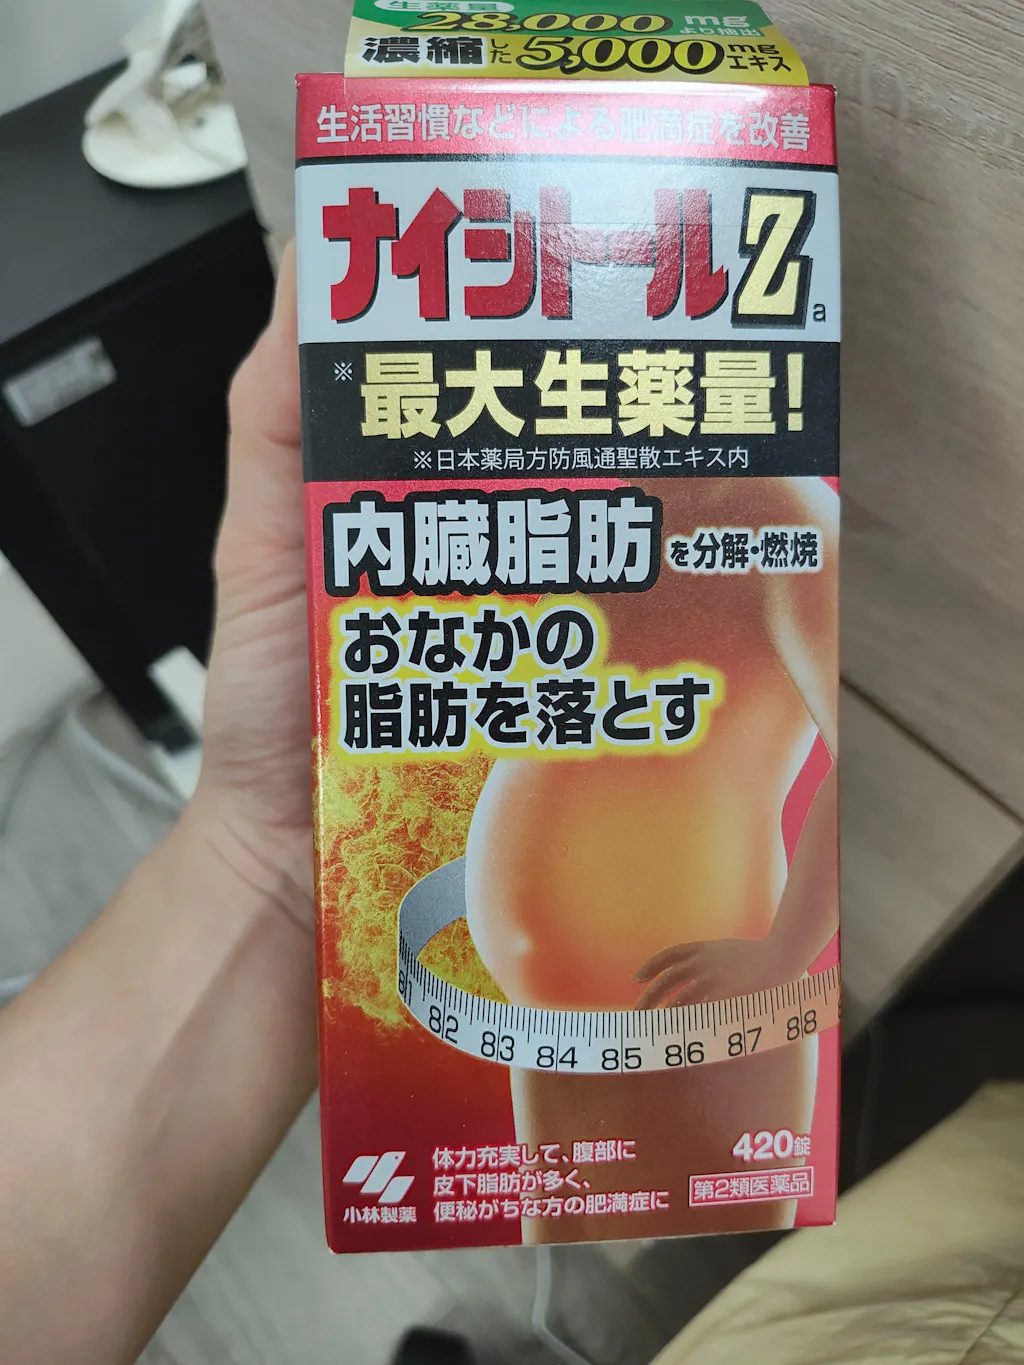 生薬量
28,000mg
より抽出
濃縮した5,000mg
エキス
生活習慣などによる肥満症を改善
ナイシトールZa
※最大生薬量!
※日本薬局方防風通聖散エキス内
内臓脂肪を分解・燃焼
おなかの
脂肪を落とす
81 82 83 84 85 86 87 88
420錠
体力充実して、腹部に
皮下脂肪が多く、
便秘がちな方の肥満症に
第2類医薬品
小林製薬